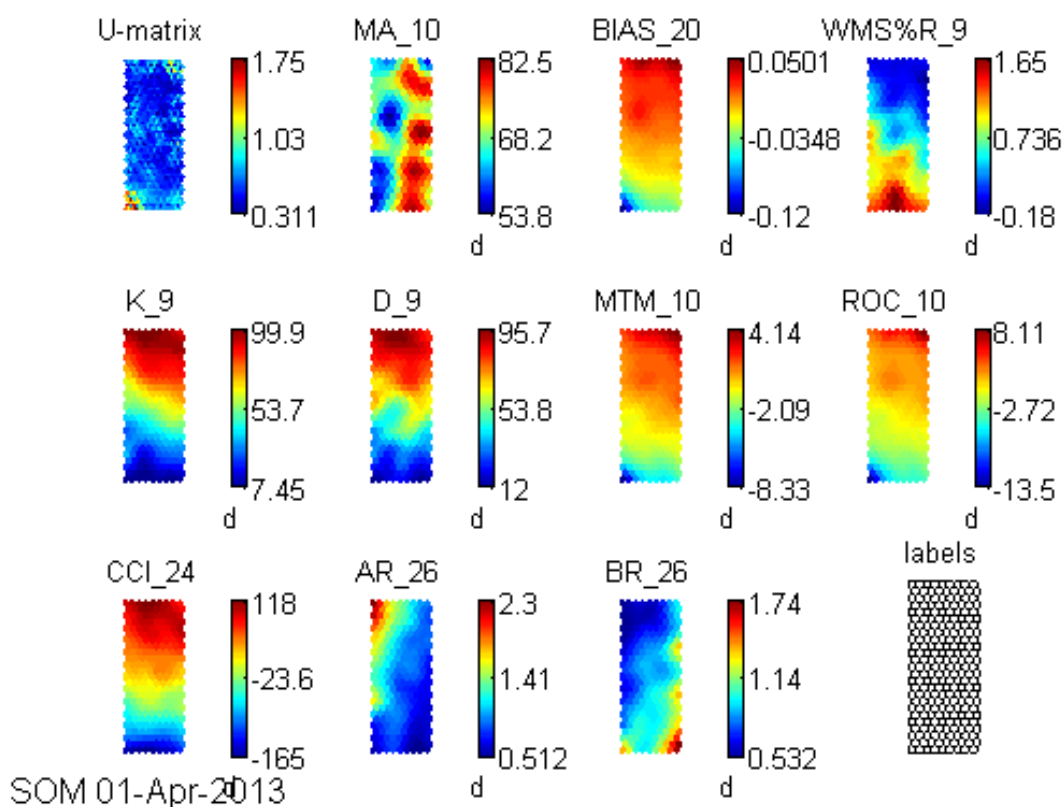 U-matrix MA_10 BIAS_20 WMS%R_9
1.75 82.5 0.0501 1.65
1.03 68.2 -0.0348 0.736
0.311 53.8 -0.12 -0.18
d d d
K_9 D_9 MTM_10 ROC_10
99.9 95.7 4.14 8.11
53.7 53.8 -2.09 -2.72
7.45 12 -8.33 -13.5
d d d d
CCI_24 AR_26 BR_26 labels
118 2.3 1.74
-23.6 1.41 1.14
-165 0.512 0.532
d d d
SOM 01-Apr-2013